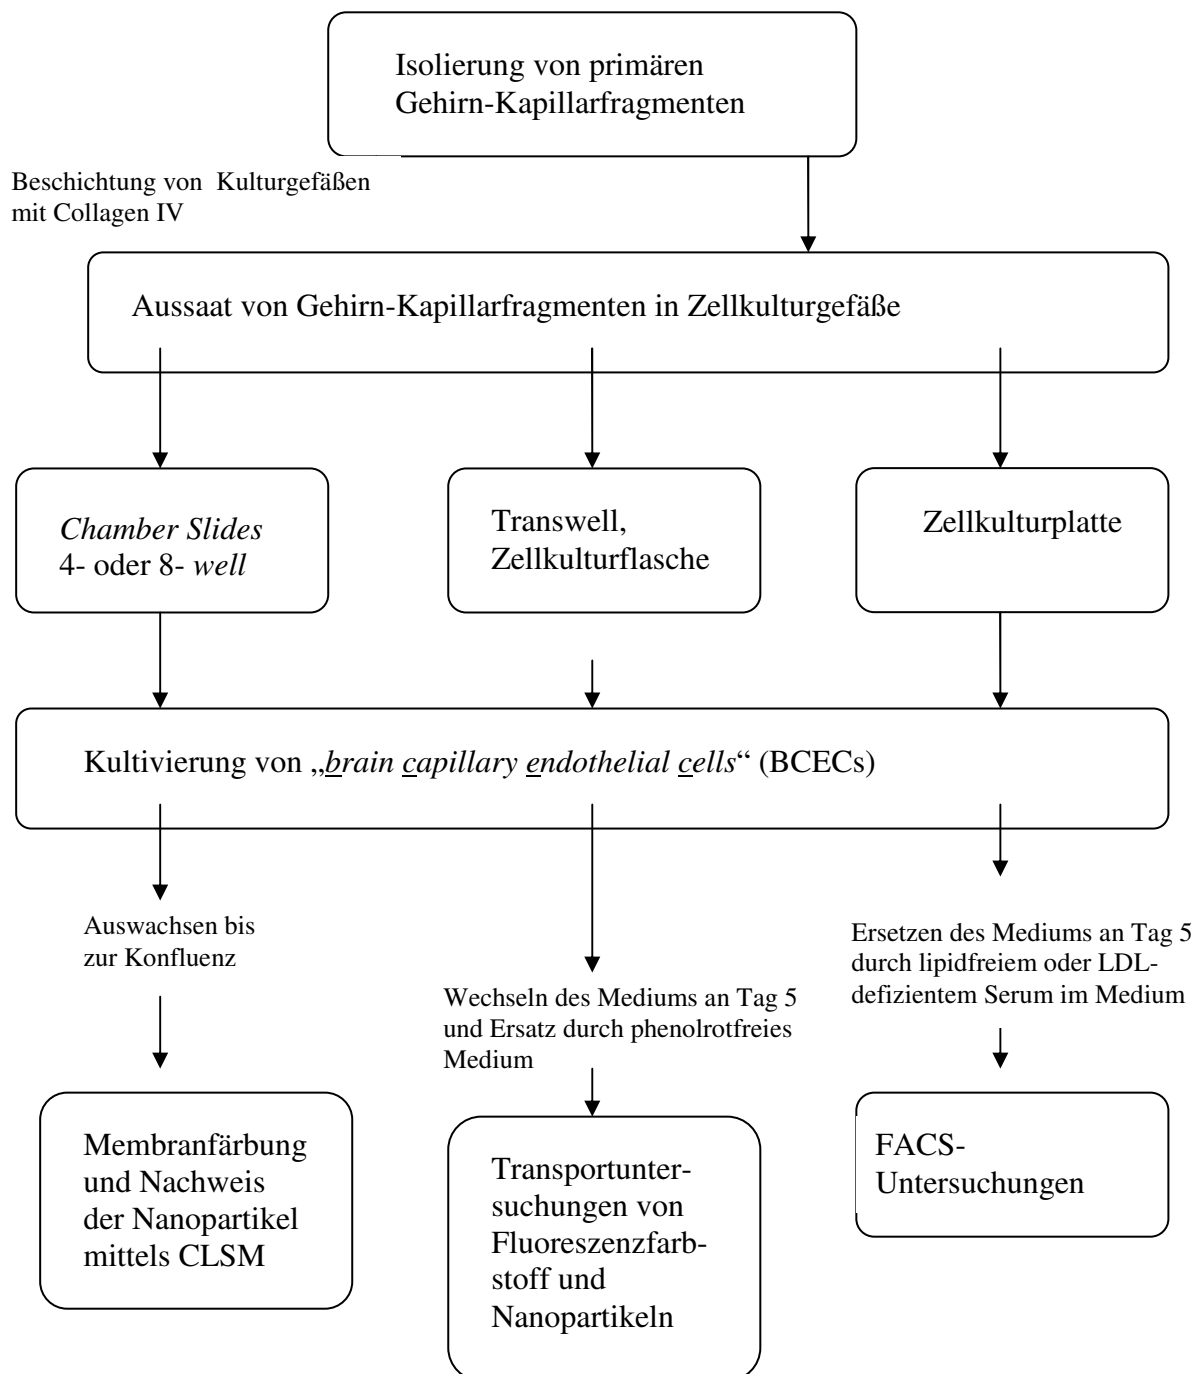 Isolierung von primären
Gehirn-Kapillarfragmenten
Beschichtung von Kulturgefäßen
mit Collagen IV
Aussaat von Gehirn-Kapillarfragmenten in Zellkulturgefäße
Chamber Slides
4- oder 8- well
Transwell,
Zellkulturflasche
Zellkulturplatte
Kultivierung von „brain capillary endothelial cells“ (BCECs)
Auswachsen bis
zur Konfluenz
Wechseln des Mediums an Tag 5
und Ersatz durch phenolrotfreies
Medium
Ersetzen des Mediums an Tag 5
durch lipidfreiem oder LDL-
defizientem Serum im Medium
Membranfärbung
und Nachweis
der Nanopartikel
mittels CLSM
Transportunter-
suchungen von
Fluoreszenzfarb-
stoff und
Nanopartikeln
FACS-
Untersuchungen